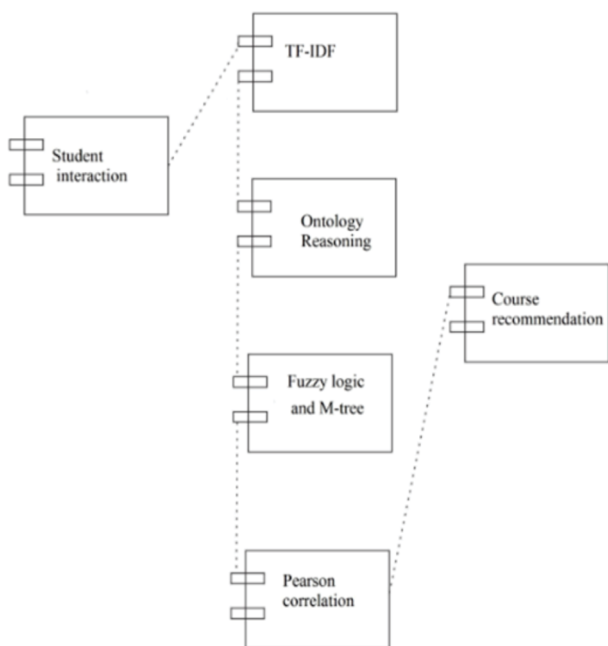 TF-IDF
Student
interaction
Ontology
Reasoning
Course
recommendation
Fuzzy logic
and M-tree
Pearson
correlation